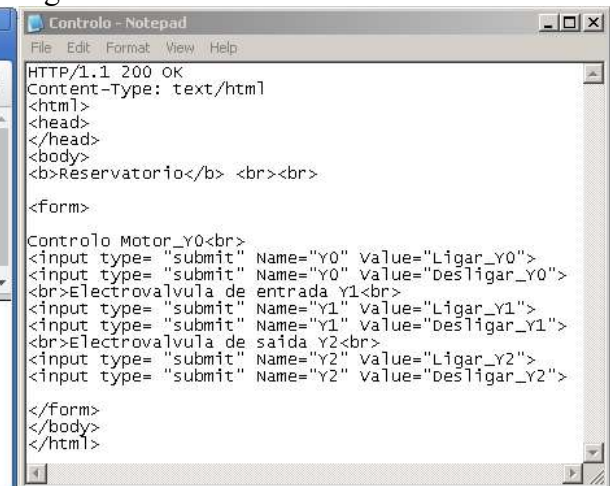 Controlo - Notepad
File Edit Format View Help
HTTP/1.1 200 OK
Content-Type: text/html
<html>
<head>
</head>
<body>
<b>Reservatorio</b> <br><br>
<form>
Controlo Motor_Y0<br>
<input type= "submit" Name="Y0" Value="Ligar_Y0">
<input type= "submit" Name="Y0" Value="Desligar_Y0">
<br>Electrovalvula de entrada Y1<br>
<input type= "submit" Name="Y1" Value="Ligar_Y1">
<input type= "submit" Name="Y1" Value="Desligar_Y1">
<br>Electrovalvula de saida Y2<br>
<input type= "submit" Name="Y2" Value="Ligar_Y2">
<input type= "submit" Name="Y2" Value="Desligar_Y2">
</form>
</body>
</html>